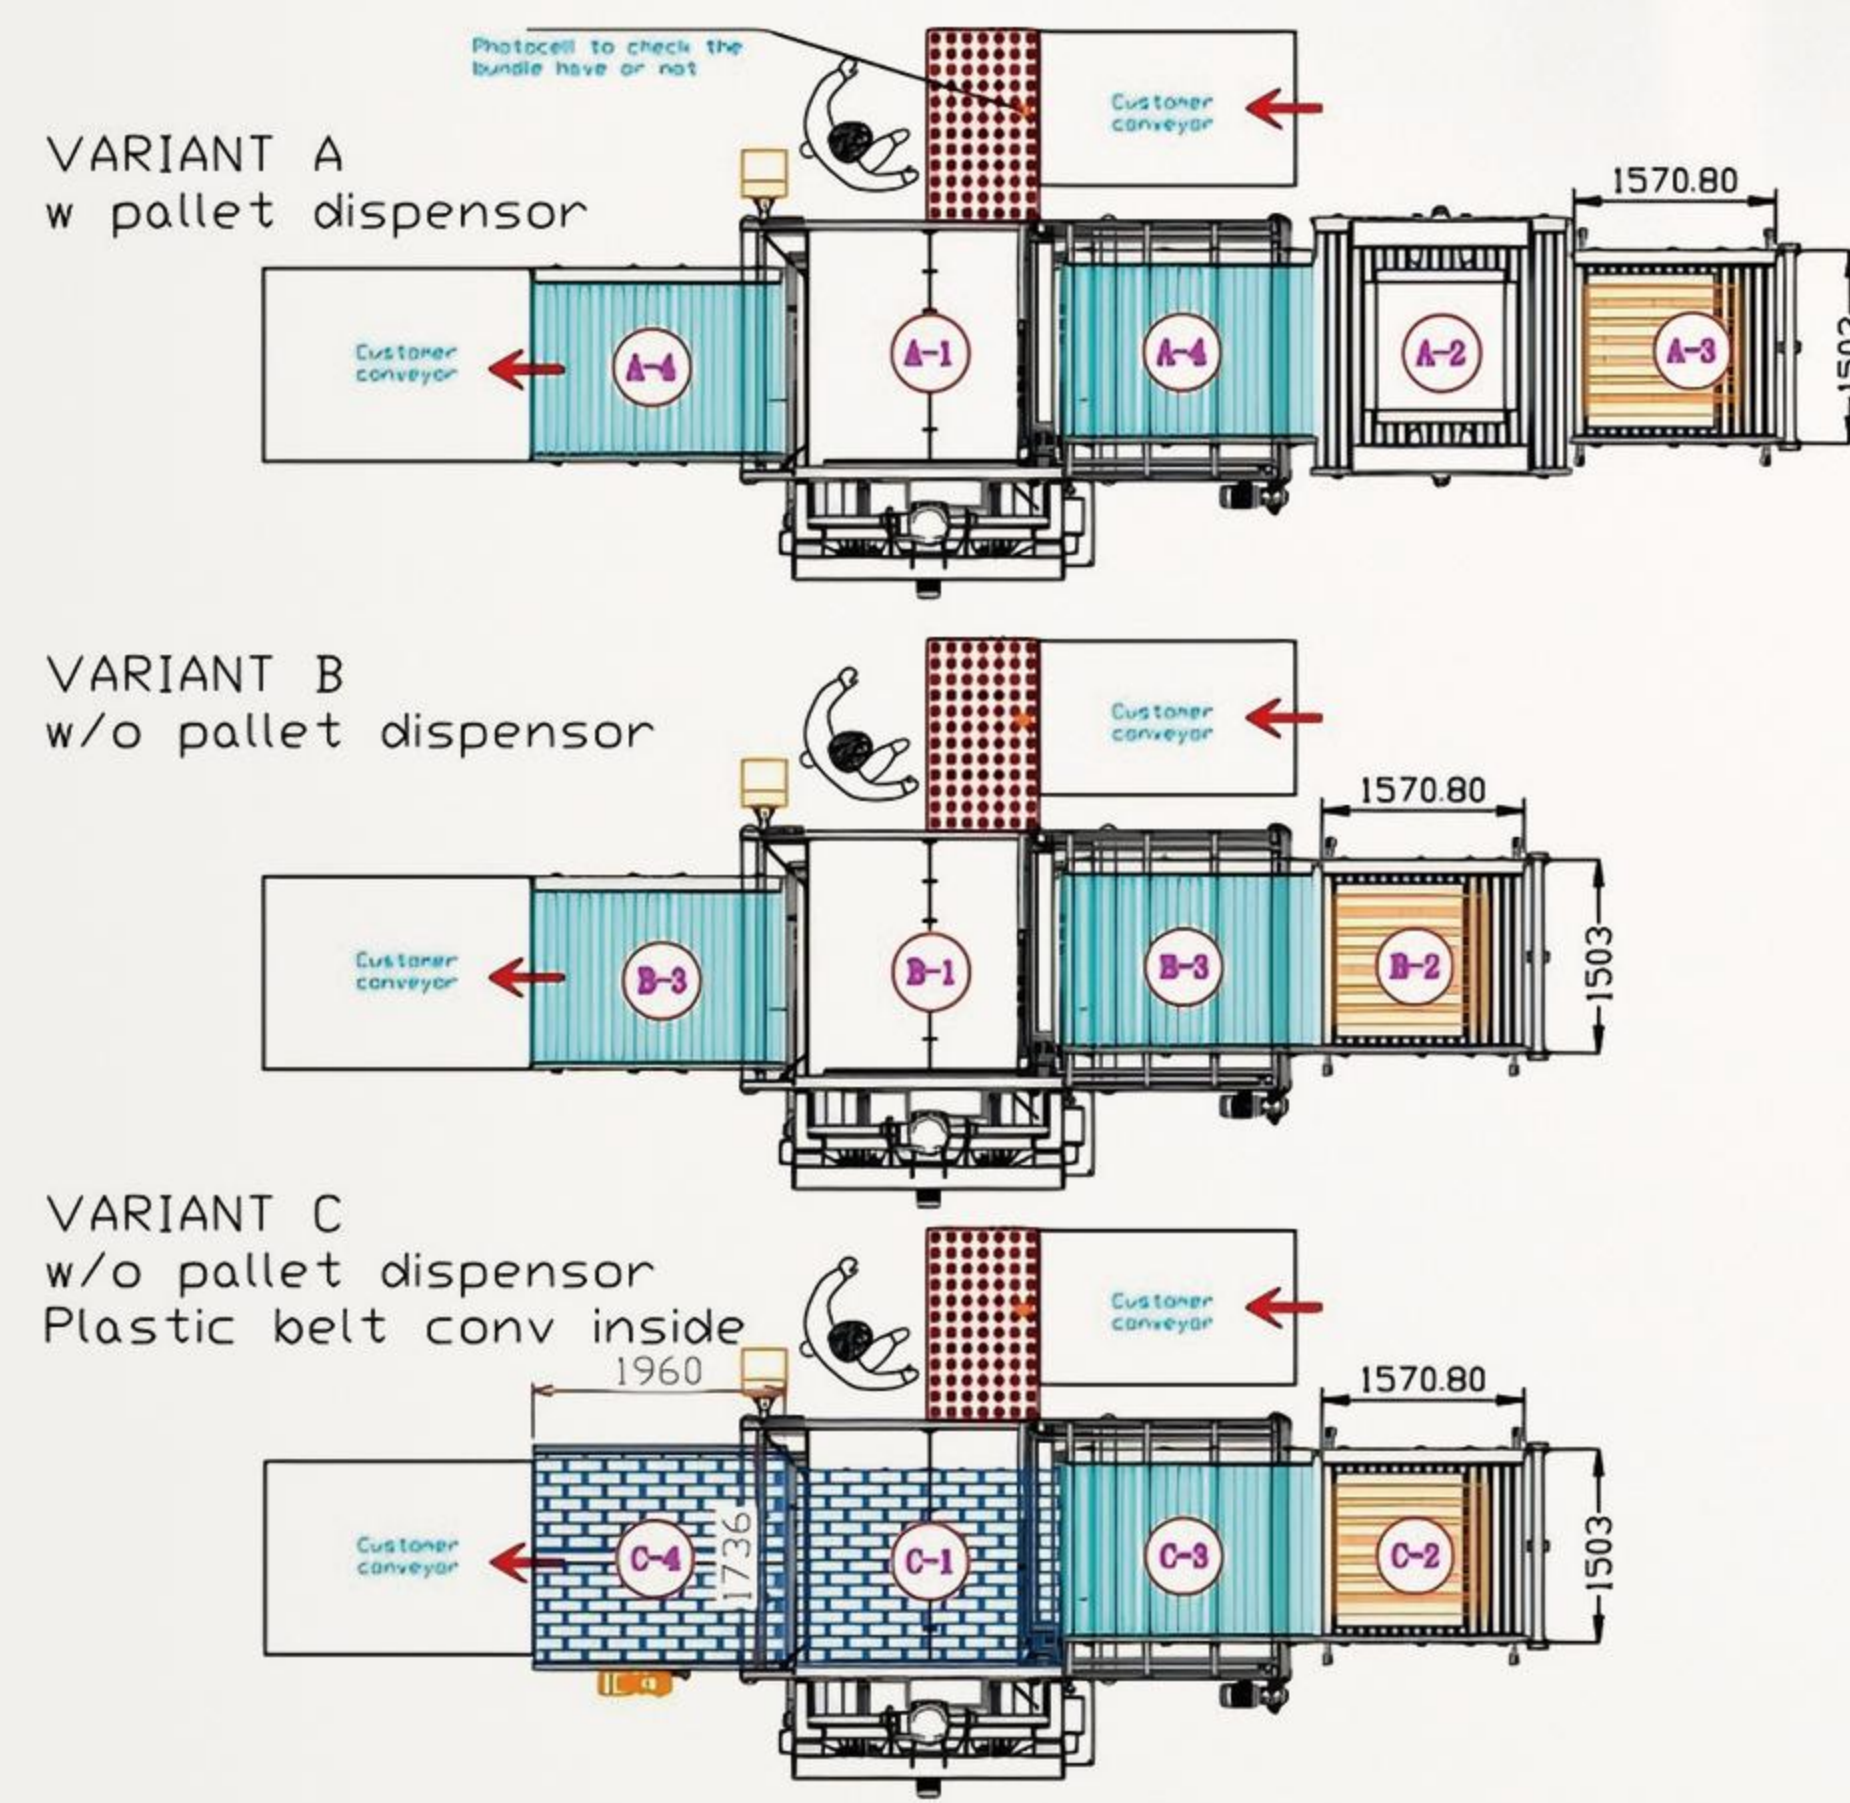 Photocell to check the
bundle have or not
Customer
conveyor
VARIANT A
w pallet dispensor
1570.80
1503
Customer
conveyor
A-4
A-1
A-4
A-2
A-3
VARIANT B
w/o pallet dispensor
Customer
conveyor
1570.80
1503
Customer
conveyor
B-3
B-1
B-3
B-2
VARIANT C
w/o pallet dispensor
Plastic belt conv inside
Customer
conveyor
1960
1570.80
1503
Customer
conveyor
C-4
1736
C-1
C-3
C-2